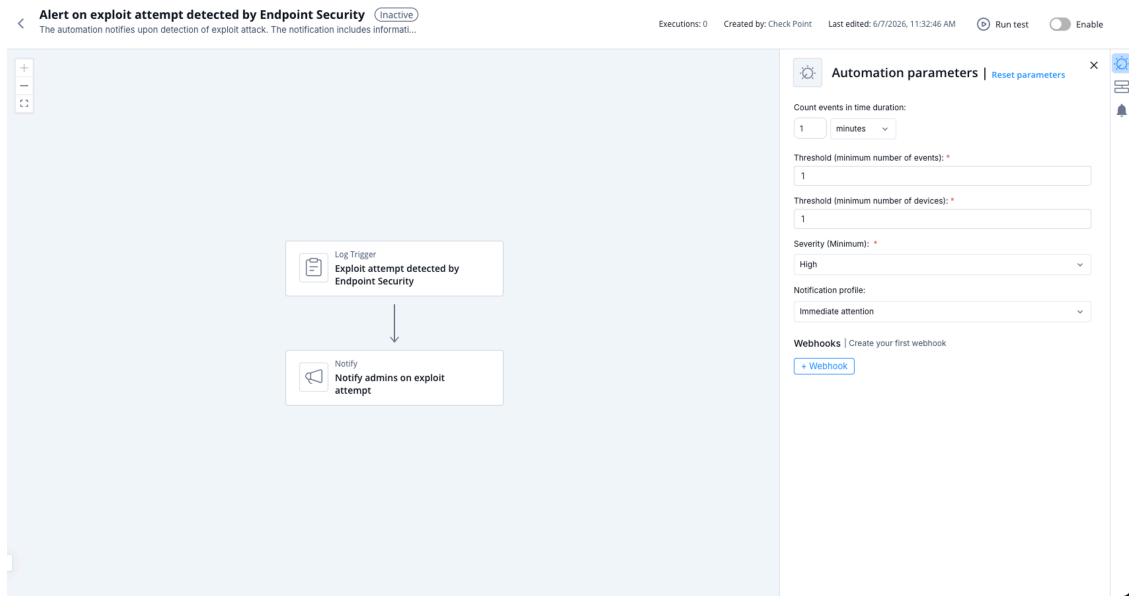 Alert on exploit attempt detected by Endpoint Security
Inactive
The automation notifies upon detection of exploit attack. The notification includes informati...
Executions: 0
Created by: Check Point
Last edited: 6/7/2026, 11:32:46 AM
Run test
Enable
Log Trigger
Exploit attempt detected by
Endpoint Security
Notify
Notify admins on exploit
attempt
Automation parameters | Reset parameters
Count events in time duration:
1
minutes
Threshold (minimum number of events): *
1
Threshold (minimum number of devices): *
1
Severity (Minimum): *
High
Notification profile:
Immediate attention
Webhooks | Create your first webhook
+ Webhook